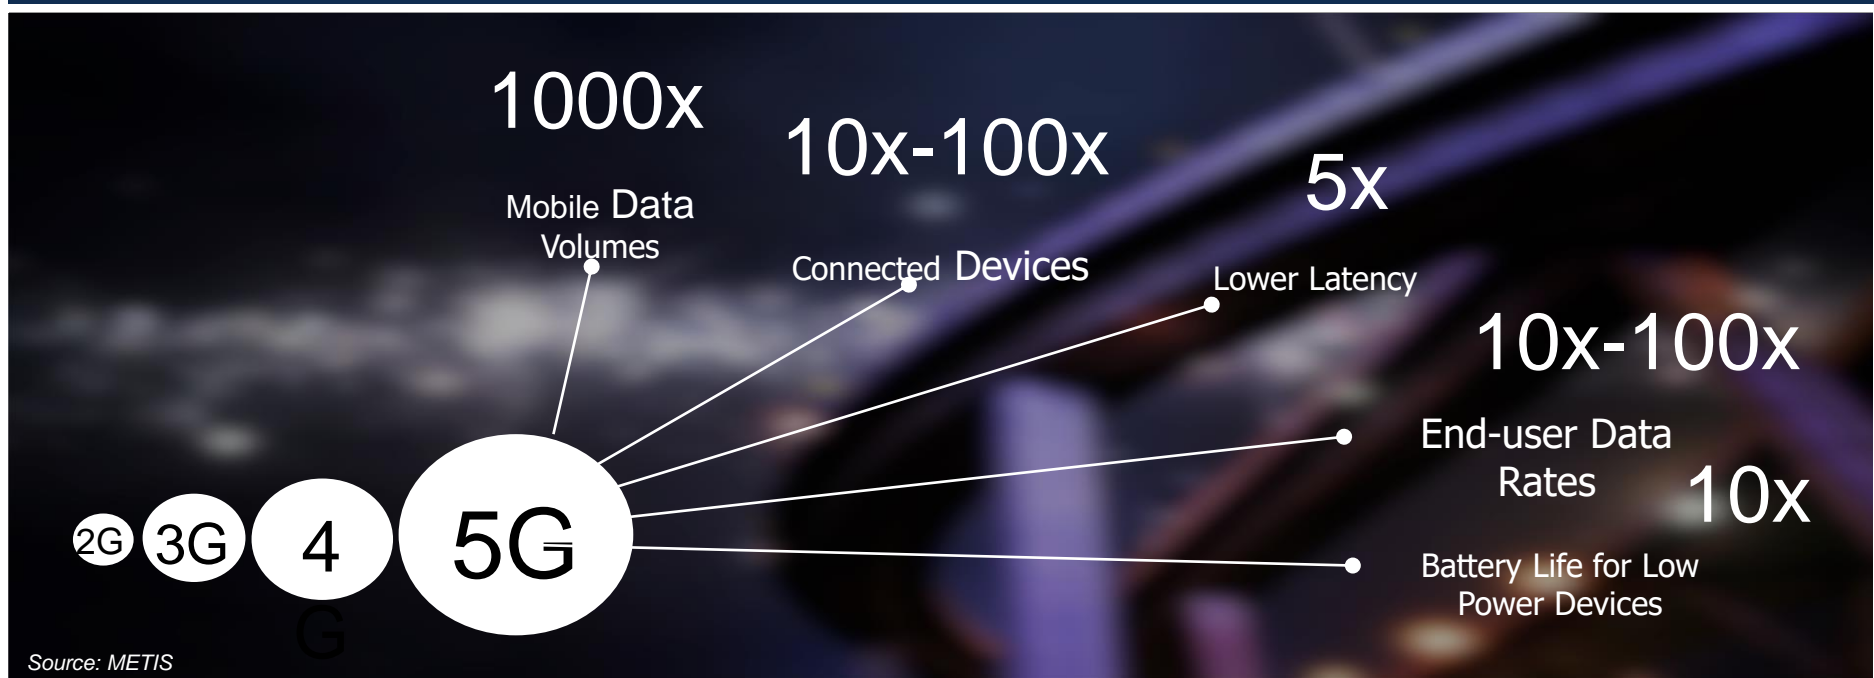 1000x
Mobile Data
Volumes
10x-100x
Connected Devices
5x
Lower Latency
10x-100x
End-user Data
Rates
10x
Battery Life for Low
Power Devices
2G
3G
4
G
5G
Source: METIS